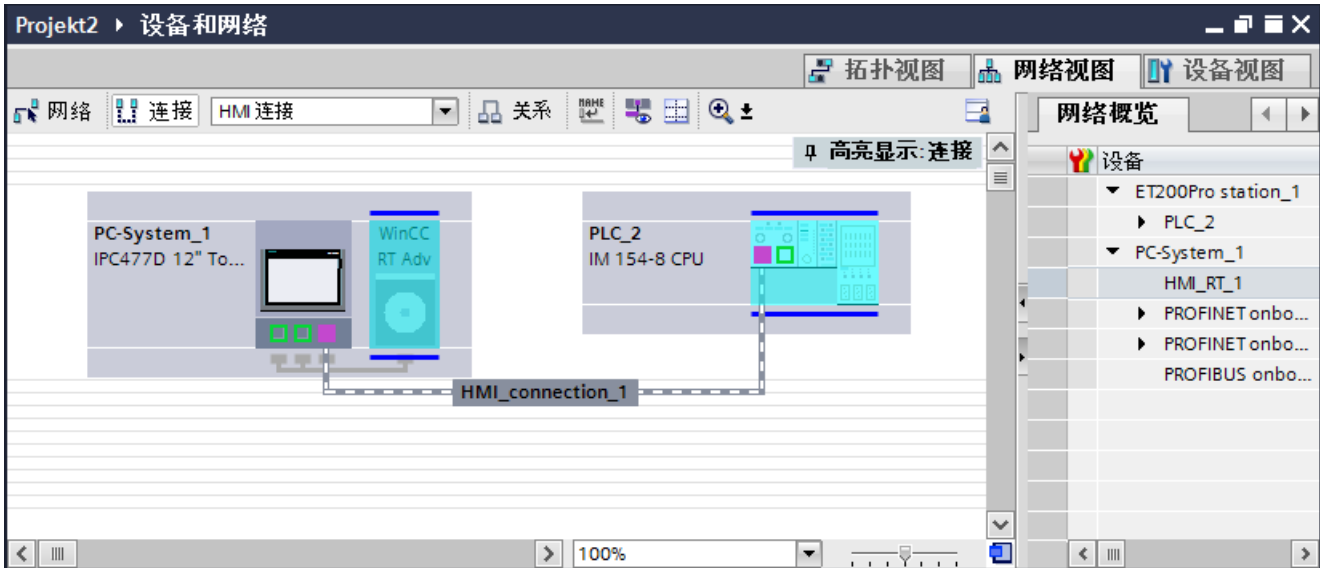 Projekt2 ▸ 设备和网络
拓扑视图 网络视图 设备视图
网络 连接 HMI 连接 关系 NAME
网络概览
高亮显示:连接
设备
ET200Pro station_1
PLC_2
PC-System_1
HMI_RT_1
PROFINET onbo...
PROFINET onbo...
PROFIBUS onbo...
PC-System_1
IPC477D 12" To...
WinCC
RT Adv
PLC_2
IM 154-8 CPU
HMI_connection_1
100%